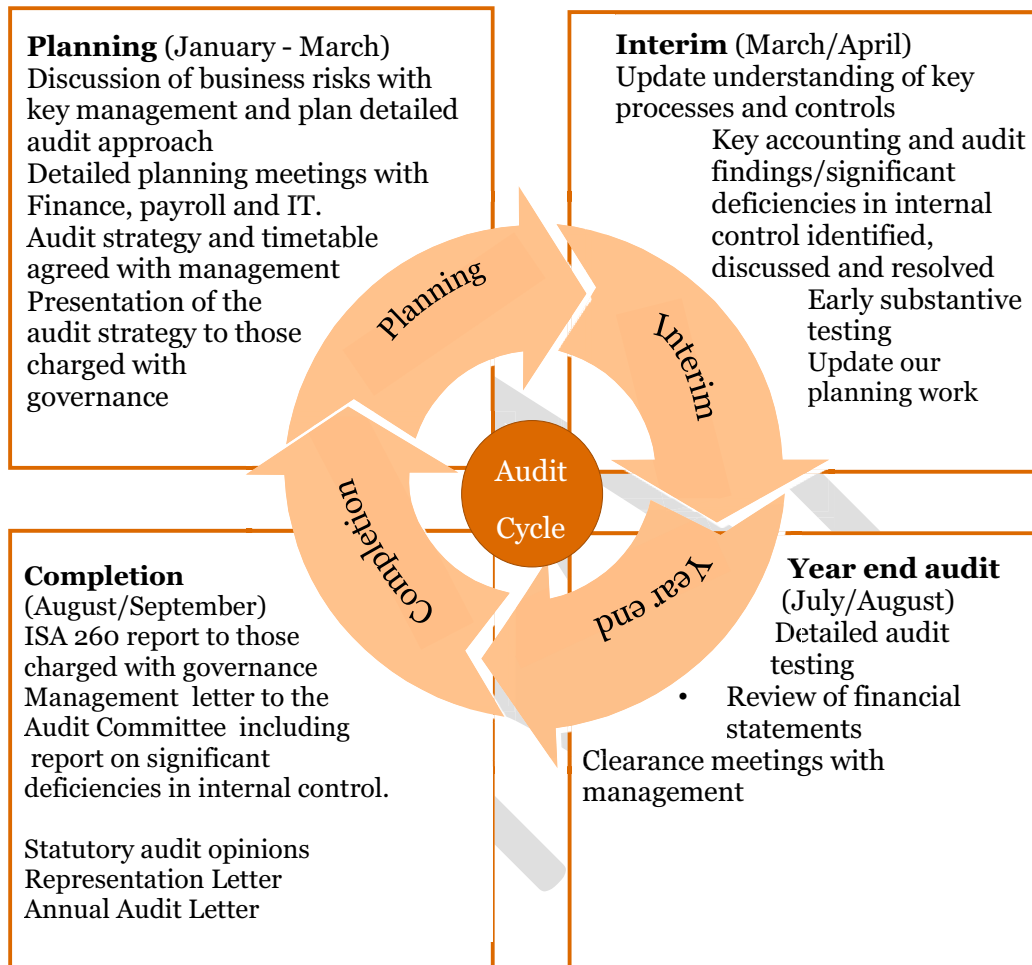 Planning (January - March)
Discussion of business risks with
key management and plan detailed
audit approach
Detailed planning meetings with
Finance, payroll and IT.
Audit strategy and timetable
agreed with management
Presentation of the
audit strategy to those
charged with
governance
Interim (March/April)
Update understanding of key
processes and controls
Key accounting and audit
findings/significant
deficiencies in internal
control identified,
discussed and resolved
Early substantive
testing
Update our
planning work
Planning
Interim
Audit
Cycle
Completion
Year end
Completion
(August/September)
ISA 260 report to those
charged with governance
Management letter to the
Audit Committee including
report on significant
deficiencies in internal control.
Statutory audit opinions
Representation Letter
Annual Audit Letter
Year end audit
(July/August)
Detailed audit
testing
• Review of financial
statements
Clearance meetings with
management